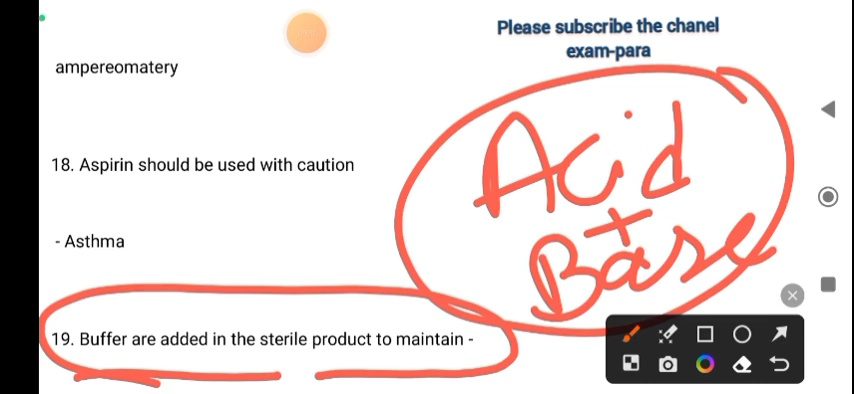 Please subscribe the chanel
exam-para
ampereomatery
18. Aspirin should be used with caution
- Asthma
Acid
+
Base
19. Buffer are added in the sterile product to maintain -